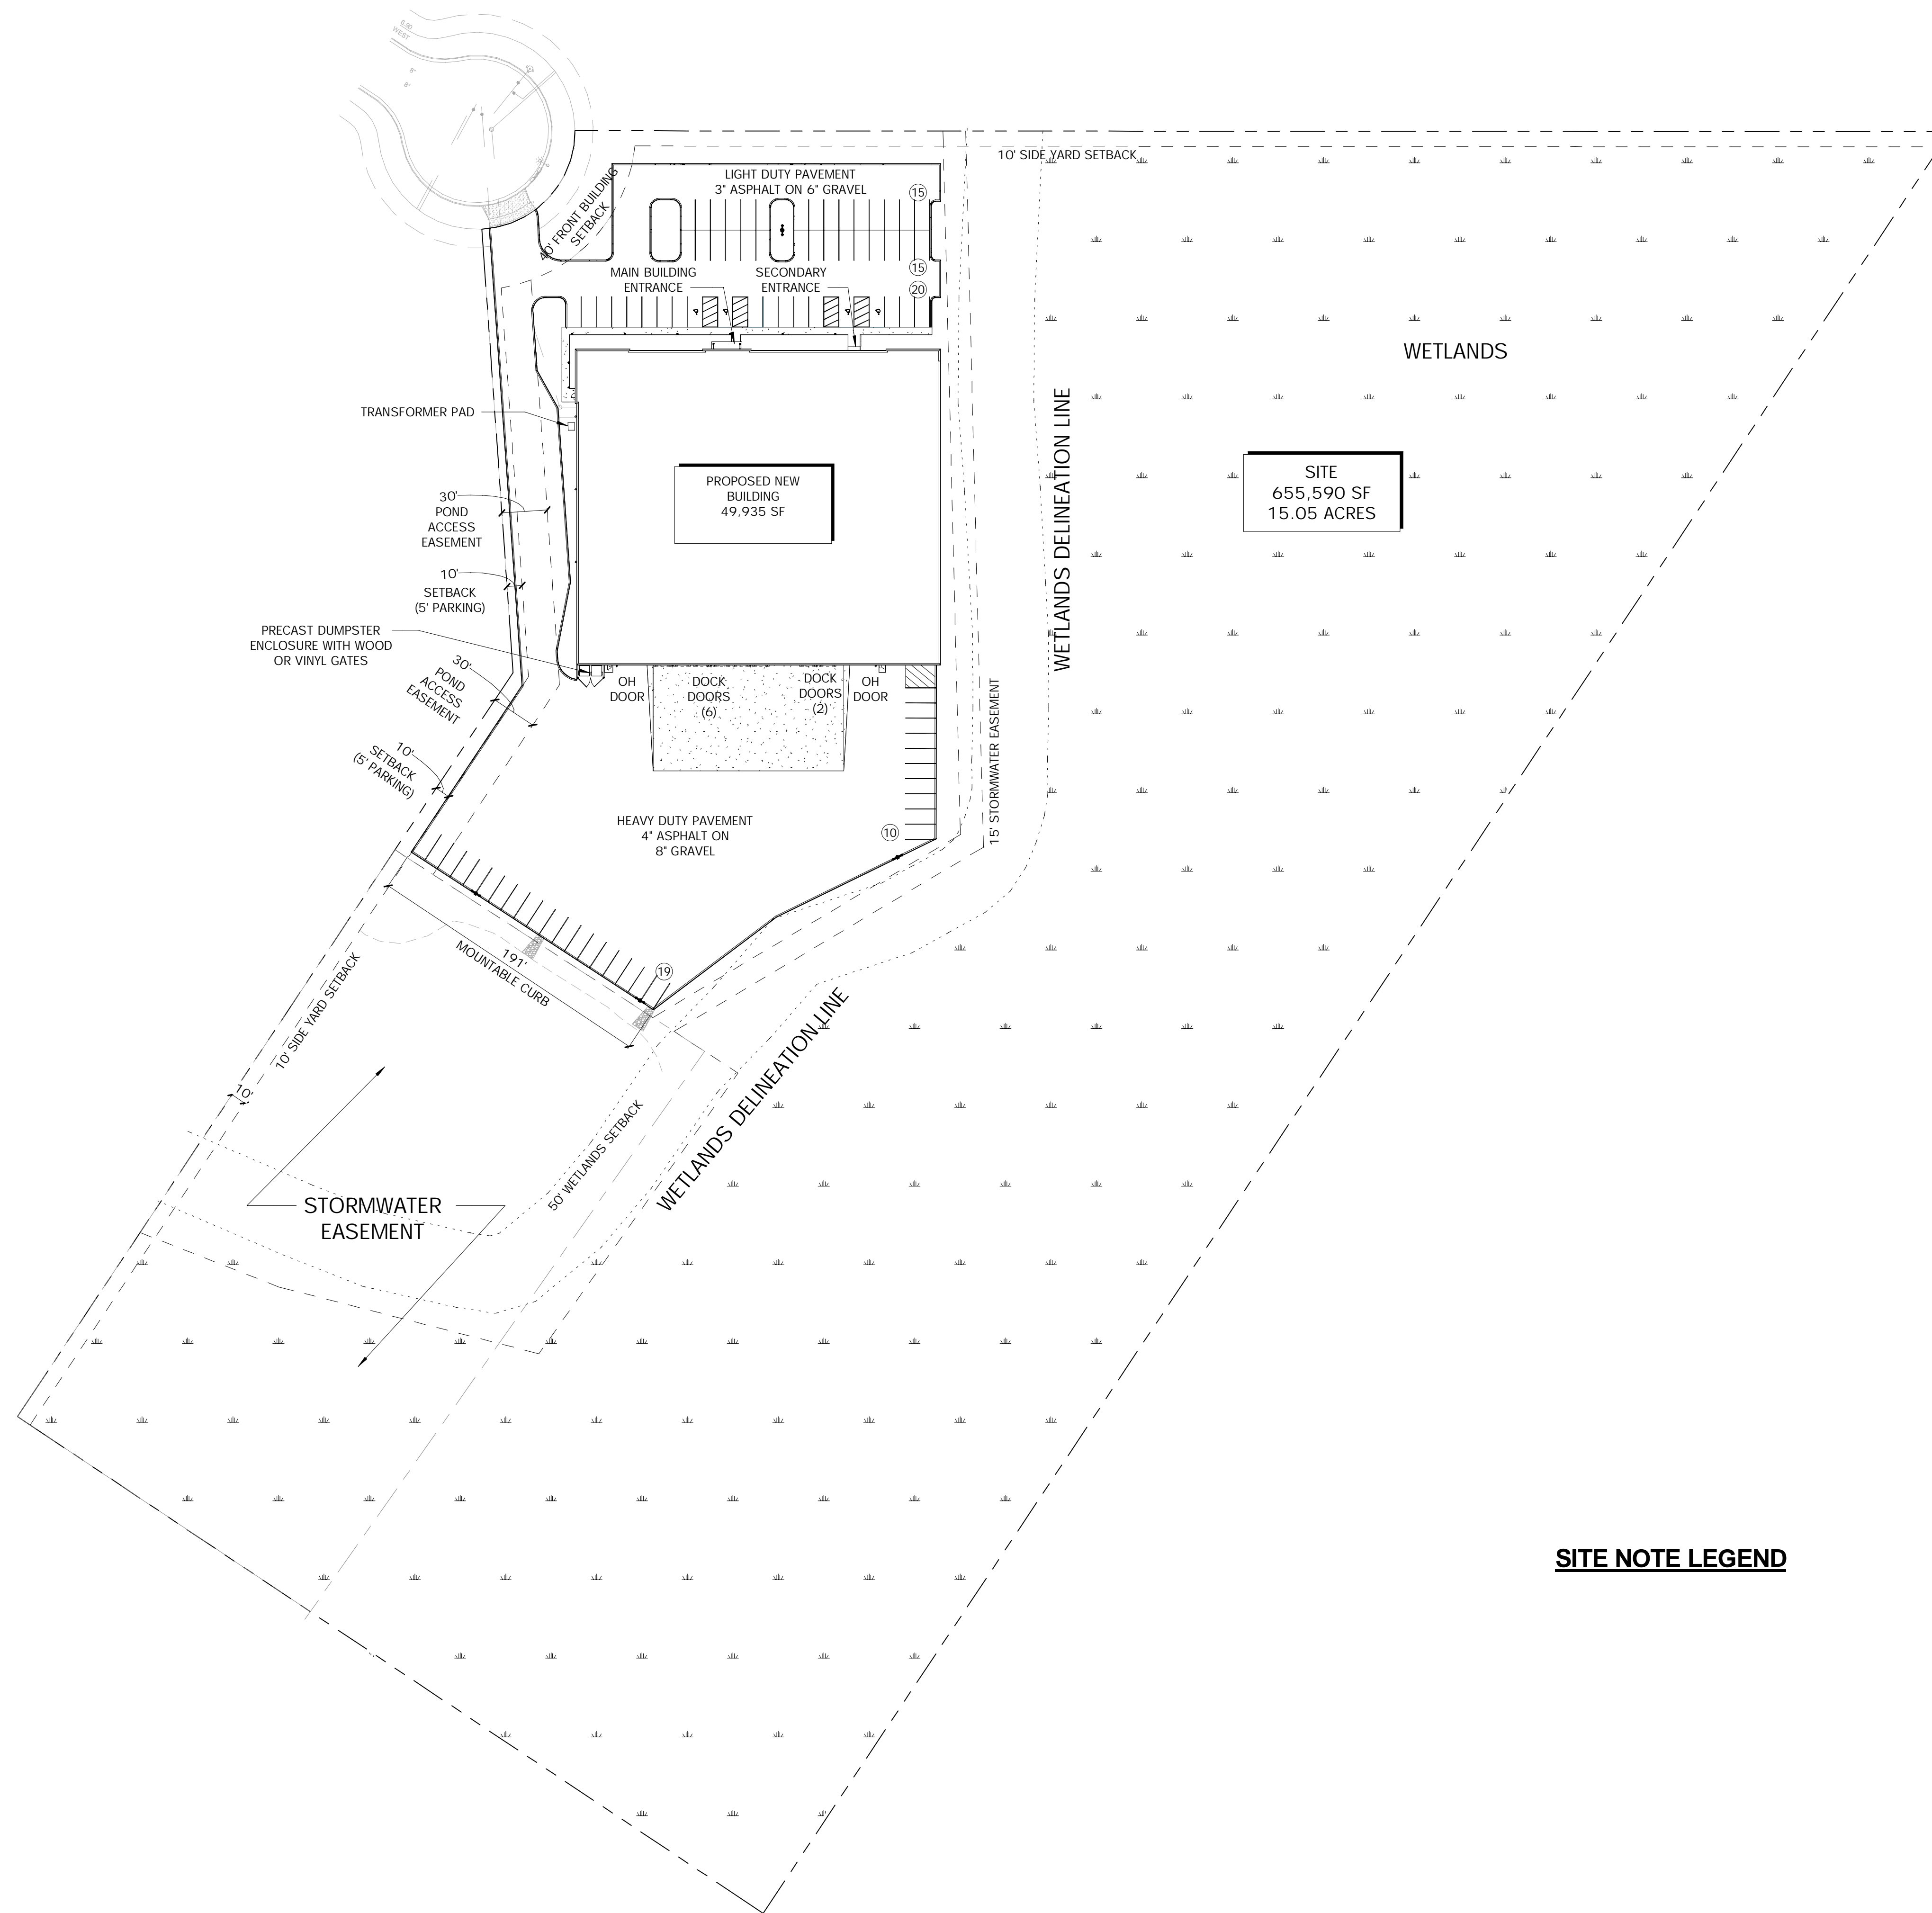 6.90
WEST
8"
8"
10' SIDE YARD SETBACK
LIGHT DUTY PAVEMENT
3" ASPHALT ON 6" GRAVEL
15
40' FRONT BUILDING
SETBACK
15
20
MAIN BUILDING
ENTRANCE
SECONDARY
ENTRANCE
WETLANDS
TRANSFORMER PAD
WETLANDS DELINEATION LINE
PROPOSED NEW
BUILDING
49,935 SF
SITE
655,590 SF
15.05 ACRES
30'
POND
ACCESS
EASEMENT
10'
SETBACK
(5' PARKING)
PRECAST DUMPSTER
ENCLOSURE WITH WOOD
OR VINYL GATES
30'
POND
ACCESS
EASEMENT
OH
DOOR
DOCK
DOORS
(6)
DOCK
DOORS
(2)
OH
DOOR
15' STORMWATER EASEMENT
10'
SETBACK
(5' PARKING)
HEAVY DUTY PAVEMENT
4" ASPHALT ON
8" GRAVEL
10
19
191'
MOUNTABLE CURB
10' SIDE YARD SETBACK
10'
50' WETLANDS SETBACK
WETLANDS DELINEATION LINE
STORMWATER
EASEMENT
SITE NOTE LEGEND